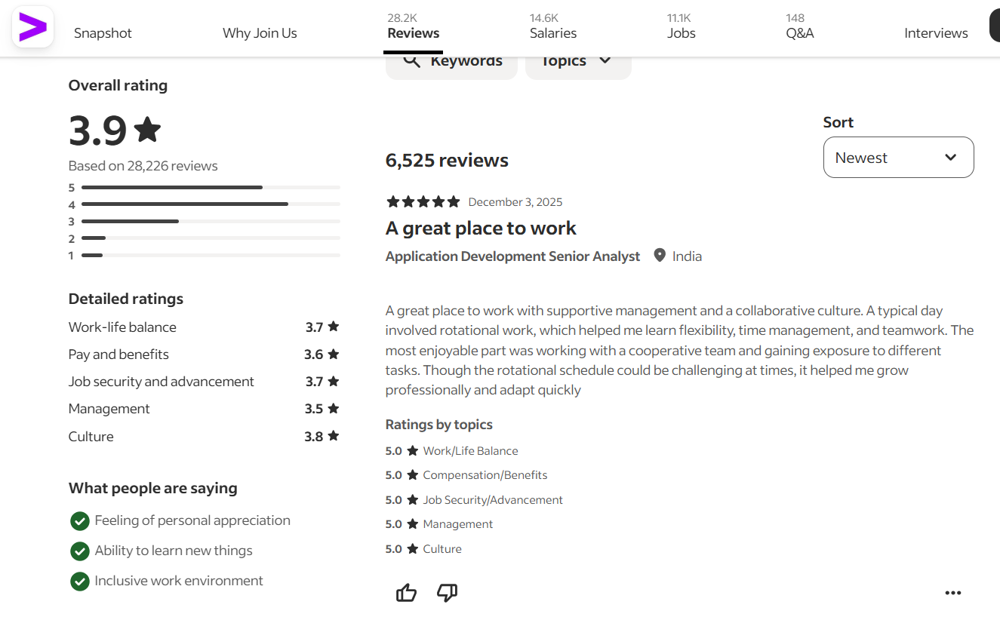 Snapshot
Why Join Us
28.2K
Reviews
14.6K
Salaries
11.1K
Jobs
148
Q&A
Interviews
Keywords
Topics
Overall rating
3.9
Based on 28,226 reviews
5
4
3
2
1
Detailed ratings
Work-life balance 3.7
Pay and benefits 3.6
Job security and advancement 3.7
Management 3.5
Culture 3.8
What people are saying
Feeling of personal appreciation
Ability to learn new things
Inclusive work environment
Sort
Newest
6,525 reviews
December 3, 2025
A great place to work
Application Development Senior Analyst India
A great place to work with supportive management and a collaborative culture. A typical day
involved rotational work, which helped me learn flexibility, time management, and teamwork. The
most enjoyable part was working with a cooperative team and gaining exposure to different
tasks. Though the rotational schedule could be challenging at times, it helped me grow
professionally and adapt quickly
Ratings by topics
5.0 Work/Life Balance
5.0 Compensation/Benefits
5.0 Job Security/Advancement
5.0 Management
5.0 Culture